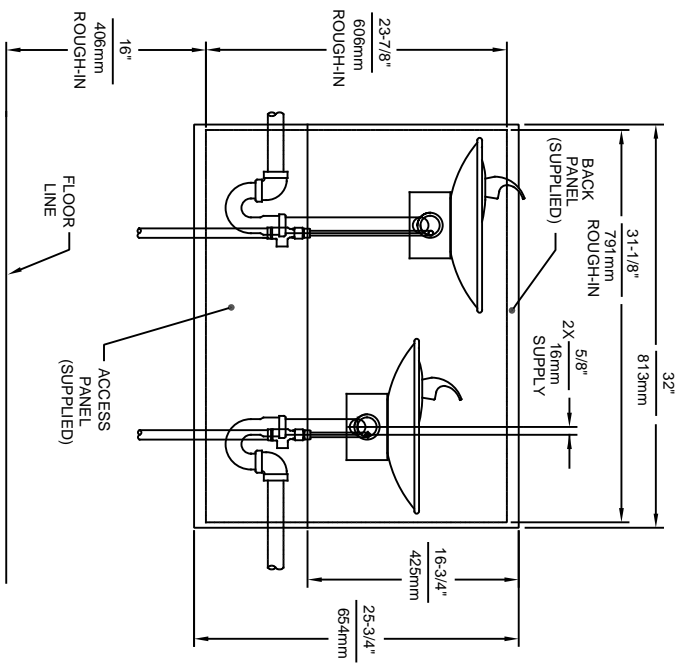 32"
813mm
31-1/8"
791mm
ROUGH-IN
BACK
PANEL
(SUPPLIED)
2X 5/8"
16mm
SUPPLY
23-7/8"
606mm
ROUGH-IN
16"
406mm
ROUGH-IN
16-3/4"
425mm
25-3/4"
654mm
FLOOR
LINE
ACCESS
PANEL
(SUPPLIED)